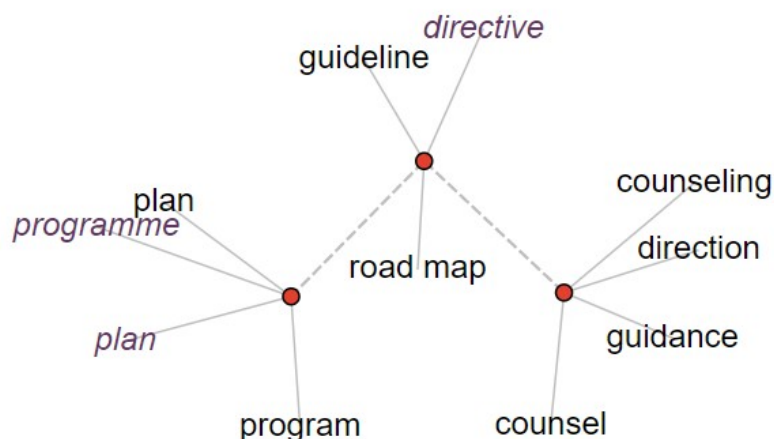 directive
guideline
counseling
plan
programme
direction
road map
guidance
plan
program
counsel